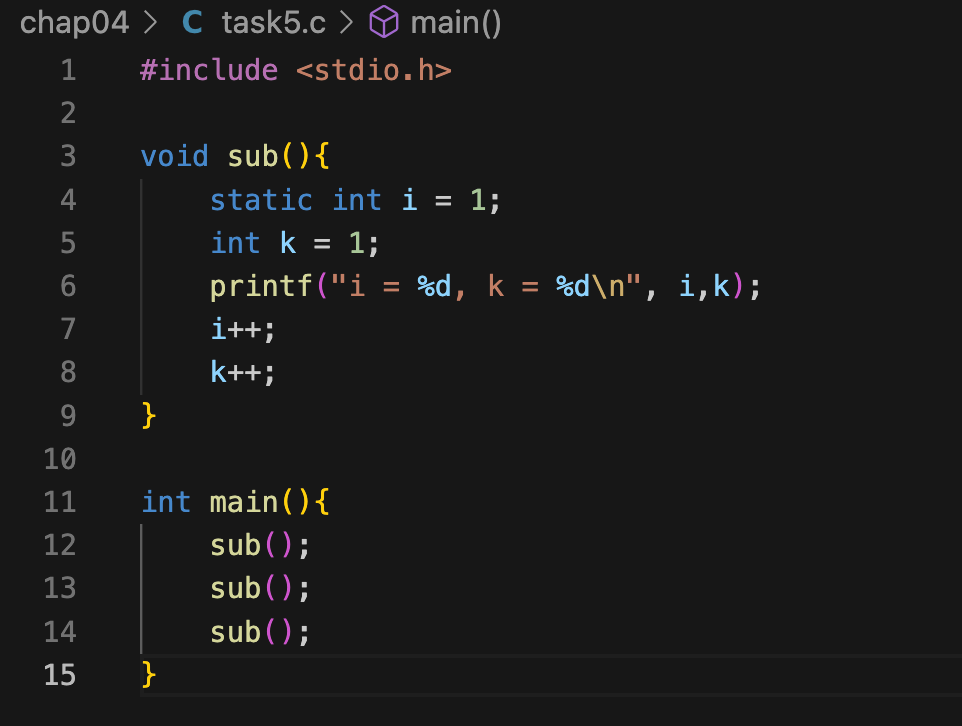 chap04 > C task5.c > main()
1 #include <stdio.h>
2
3 void sub(){
4     static int i = 1;
5     int k = 1;
6     printf("i = %d, k = %d\n", i,k);
7     i++;
8     k++;
9 }
10
11 int main(){
12     sub();
13     sub();
14     sub();
15 }